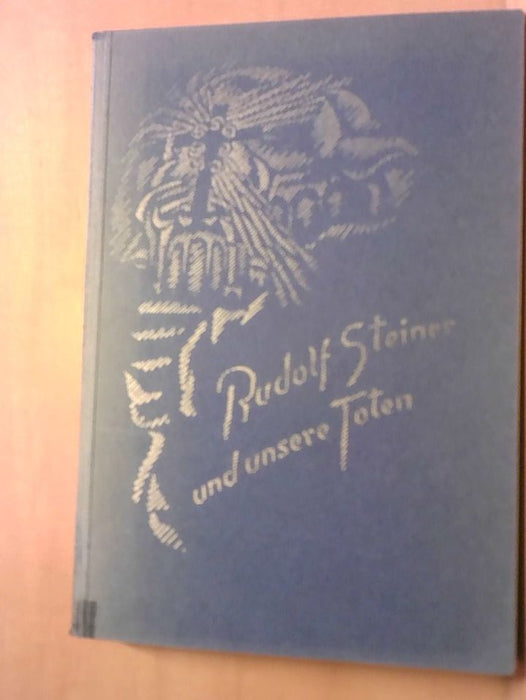 Rudolf Steiner
und unsere Toten